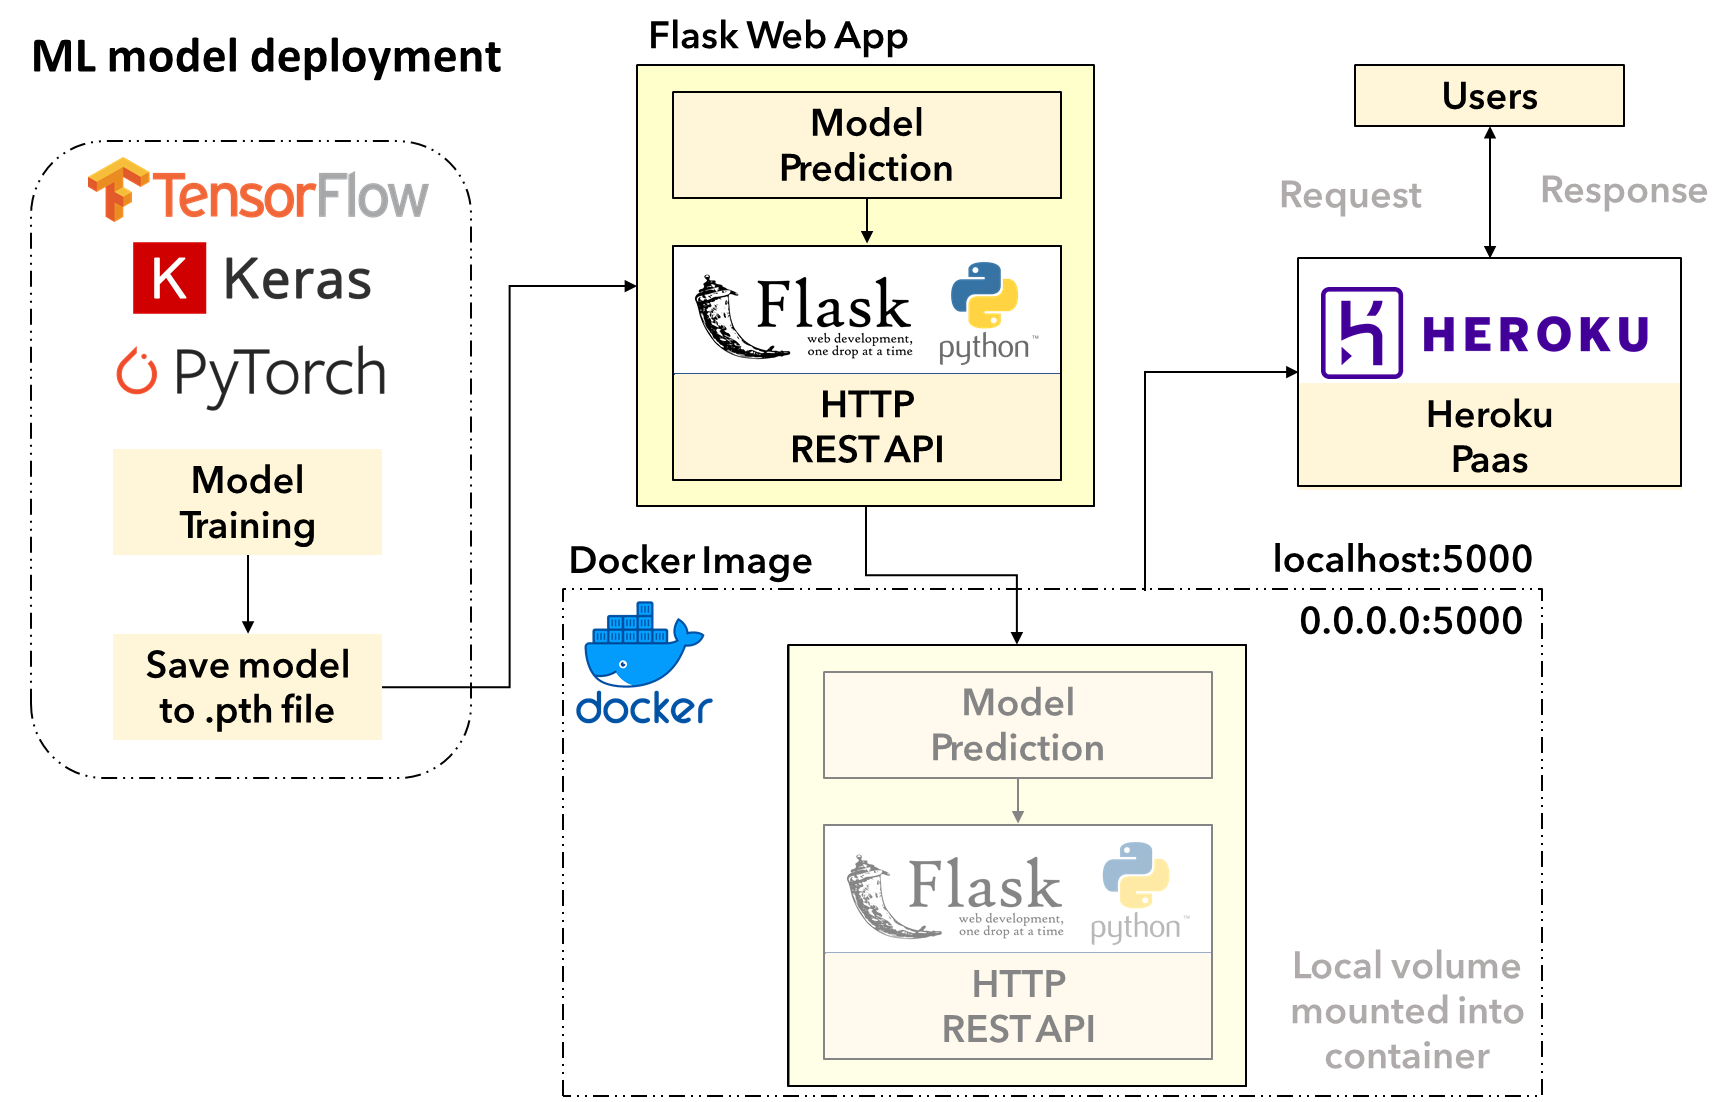 ML model deployment
TensorFlow
K Keras
PyTorch
Model
Training
Save model
to .pth file
Flask Web App
Model
Prediction
Flask
web development,
one drop at a time
python™
HTTP
REST API
Users
Request
Response
HEROKU
Heroku
Paas
Docker Image
localhost:5000
0.0.0.0:5000
docker
Model
Prediction
Flask
web development,
one drop at a time
python™
HTTP
REST API
Local volume
mounted into
container